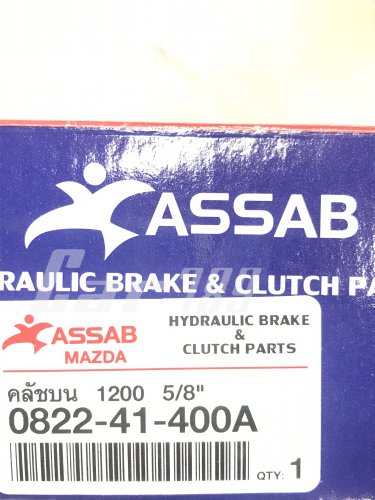 ASSAB
RAULIC BRAKE & CLUTCH PA
ASSAB
MAZDA
HYDRAULIC BRAKE
&
CLUTCH PARTS
คลัชบน 1200 5/8"
0822-41-400A
QTY: 1